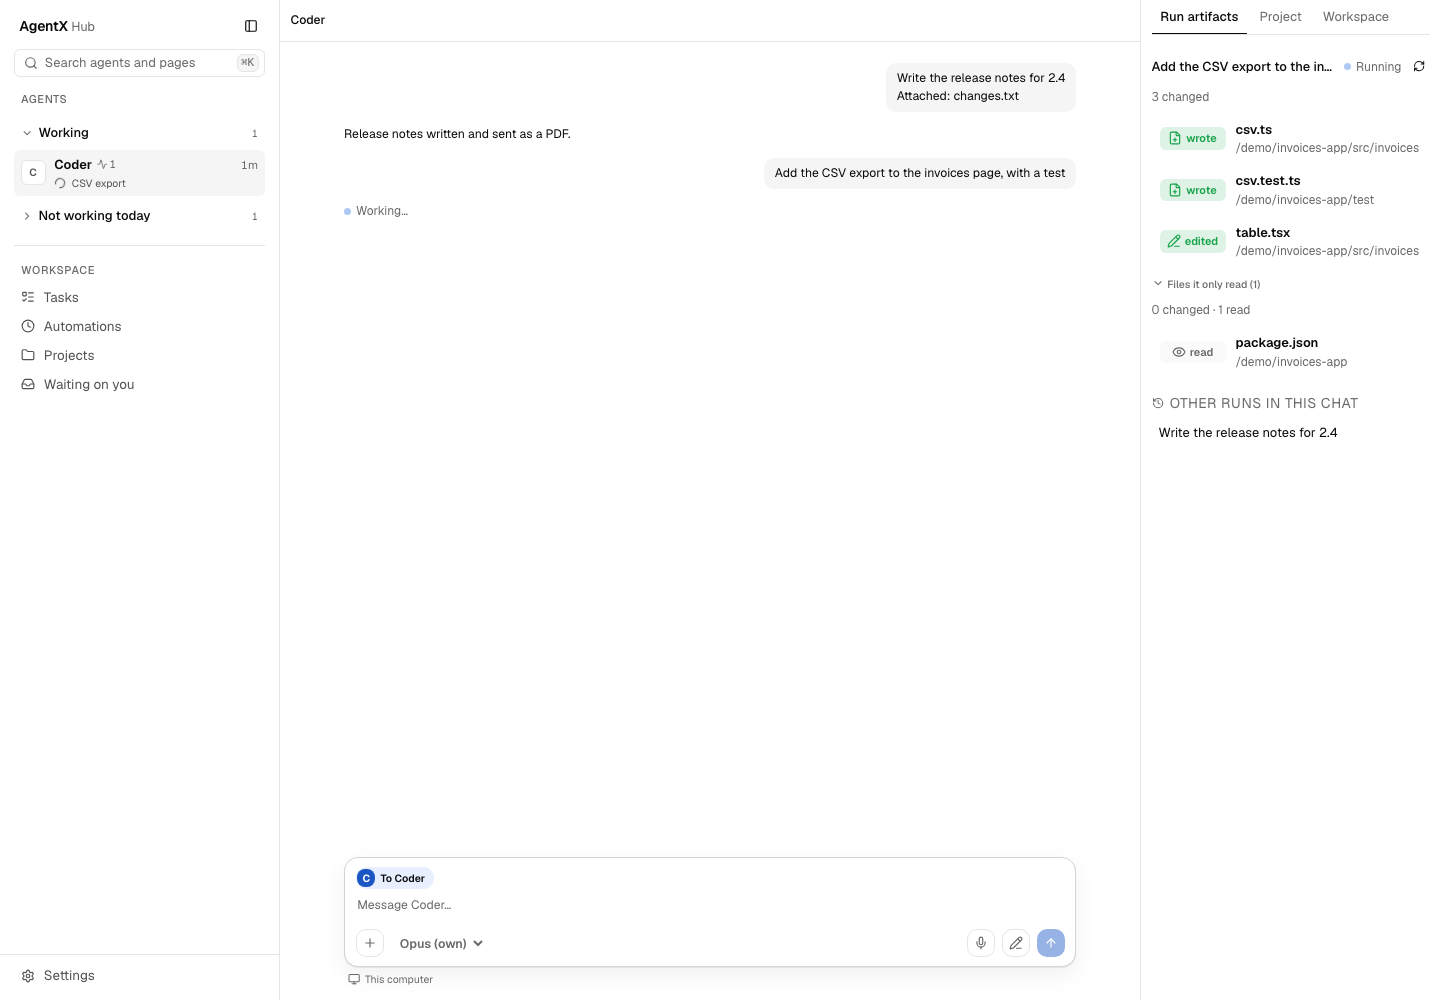 AgentX Hub
Search agents and pages ⌘K
AGENTS
Working 1
C
Coder 1 1m
CSV export
Not working today 1
WORKSPACE
Tasks
Automations
Projects
Waiting on you
Settings
Coder
Write the release notes for 2.4
Attached: changes.txt
Release notes written and sent as a PDF.
Add the CSV export to the invoices page, with a test
Working…
C To Coder
Message Coder…
Opus (own)
This computer
Run artifacts Project Workspace
Add the CSV export to the in… Running
3 changed
wrote csv.ts
/demo/invoices-app/src/invoices
wrote csv.test.ts
/demo/invoices-app/test
edited table.tsx
/demo/invoices-app/src/invoices
Files it only read (1)
0 changed · 1 read
read package.json
/demo/invoices-app
OTHER RUNS IN THIS CHAT
Write the release notes for 2.4